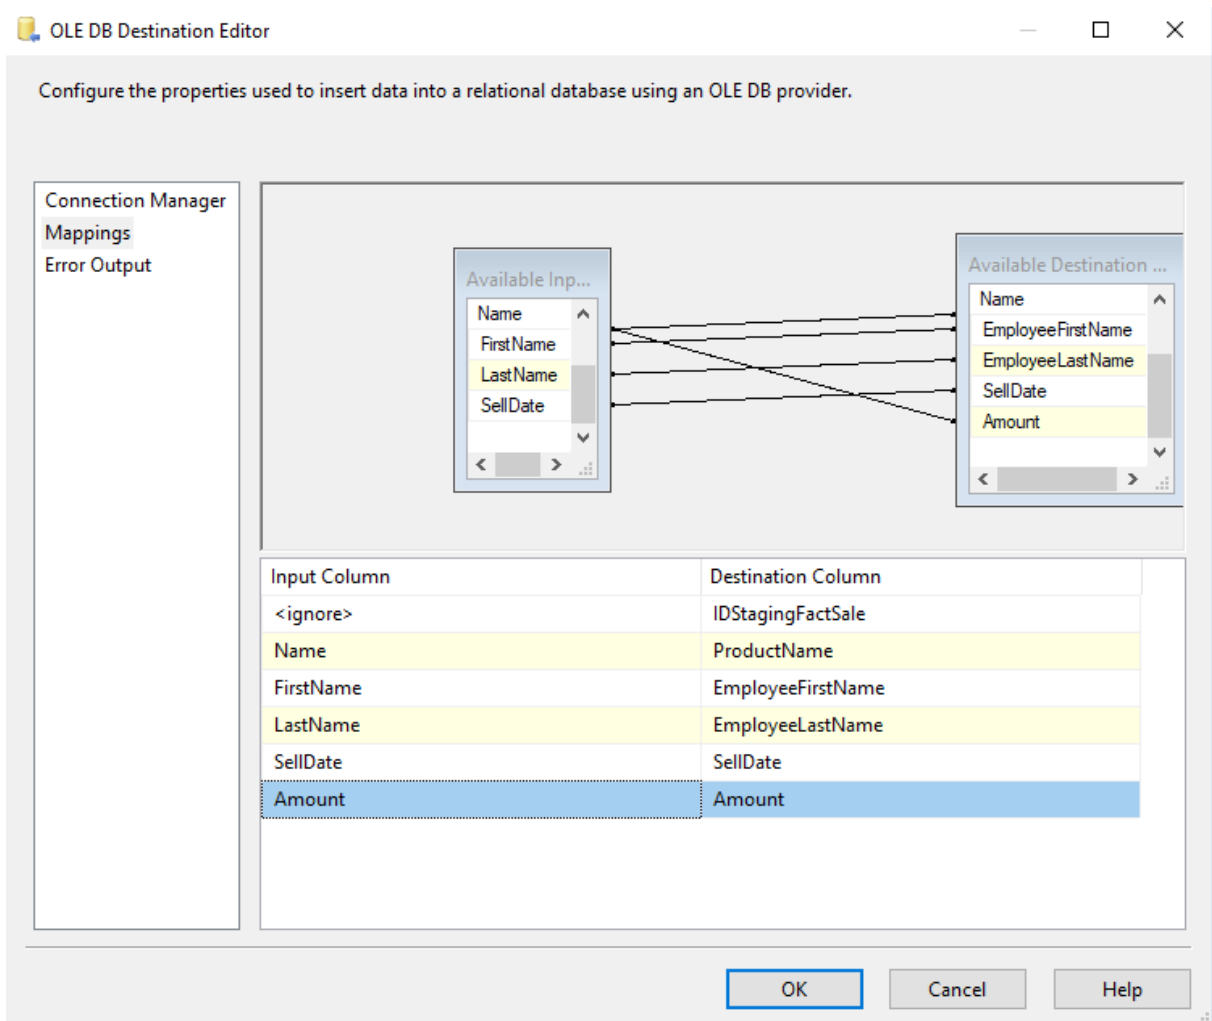 OLE DB Destination Editor
Configure the properties used to insert data into a relational database using an OLE DB provider.
Connection Manager
Mappings
Error Output
Available Inp...
Name
FirstName
LastName
SellDate
Available Destination ...
Name
EmployeeFirstName
EmployeeLastName
SellDate
Amount
Input Column Destination Column
<ignore> IDStagingFactSale
Name ProductName
FirstName EmployeeFirstName
LastName EmployeeLastName
SellDate SellDate
Amount Amount
OK Cancel Help